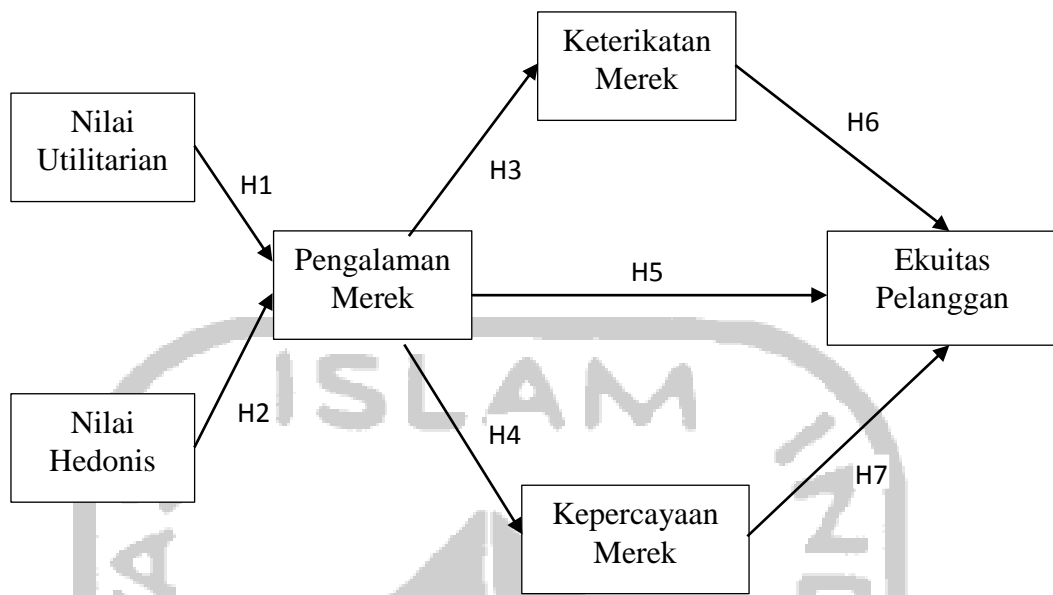 Keterikatan
Merek
Nilai
Utilitarian
H1
H3
H6
Pengalaman
Merek
H5
Ekuitas
Pelanggan
ISLAM
Nilai
Hedonis
H2
H4
H7
Kepercayaan
Merek